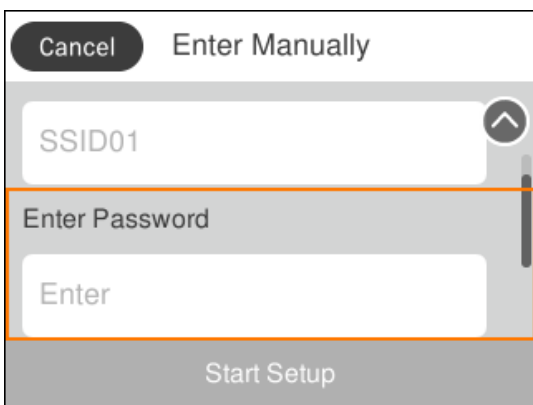 Cancel Enter Manually
SSID01
Enter Password
Enter
Start Setup